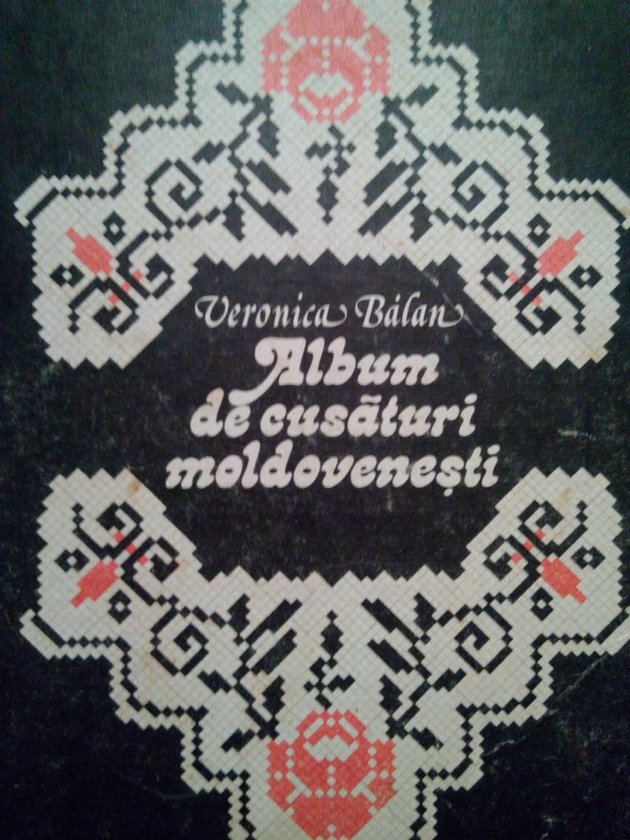 Veronica Bălan
Album
de cusături
moldovenești